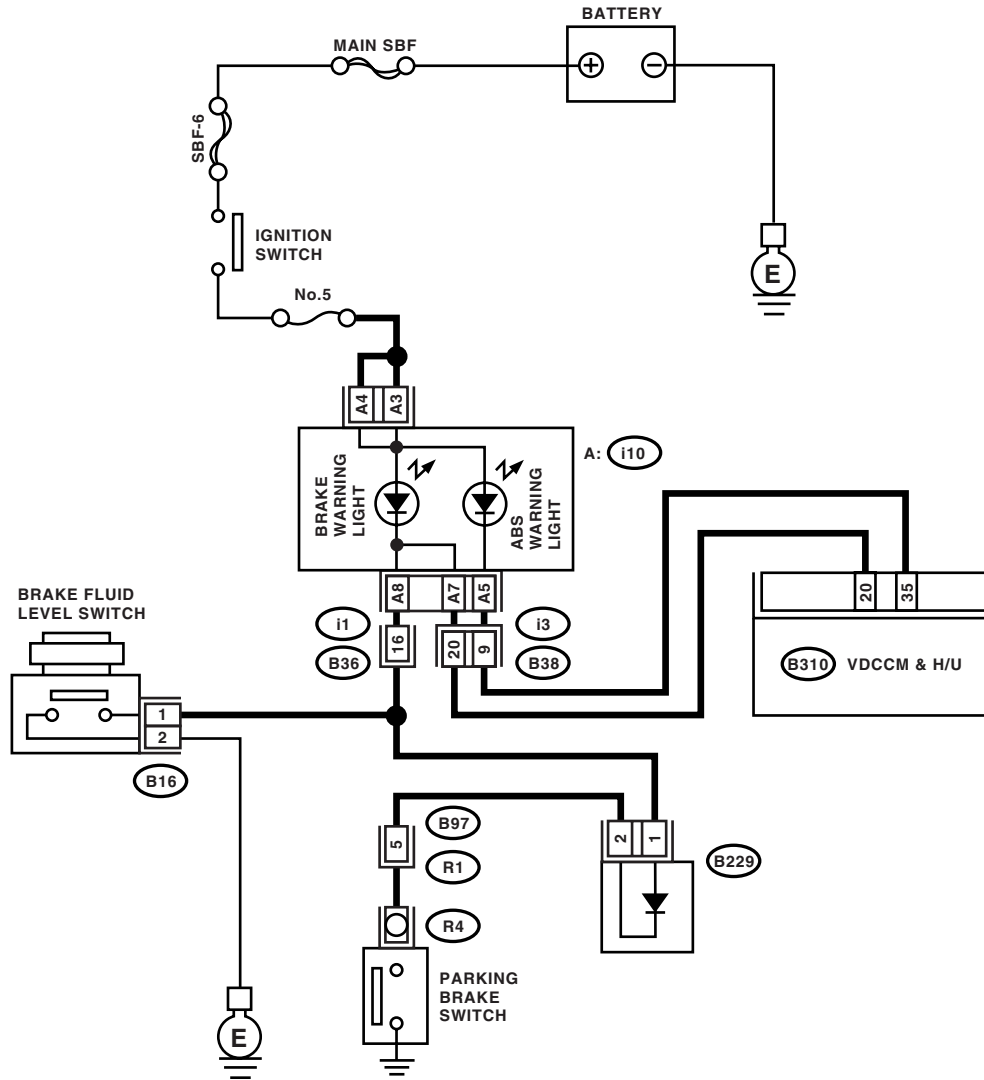 BATTERY
MAIN SBF
SBF-6
IGNITION
SWITCH
E
No.5
A4
A3
BRAKE
WARNING
LIGHT
ABS
WARNING
LIGHT
A:
i10
A8
A7
A5
20
35
BRAKE FLUID
LEVEL SWITCH
i1
B36
16
20
9
i3
B38
B310
VDCCM & H/U
1
2
B16
B97
5
R1
2
1
B229
R4
PARKING
BRAKE
SWITCH
E